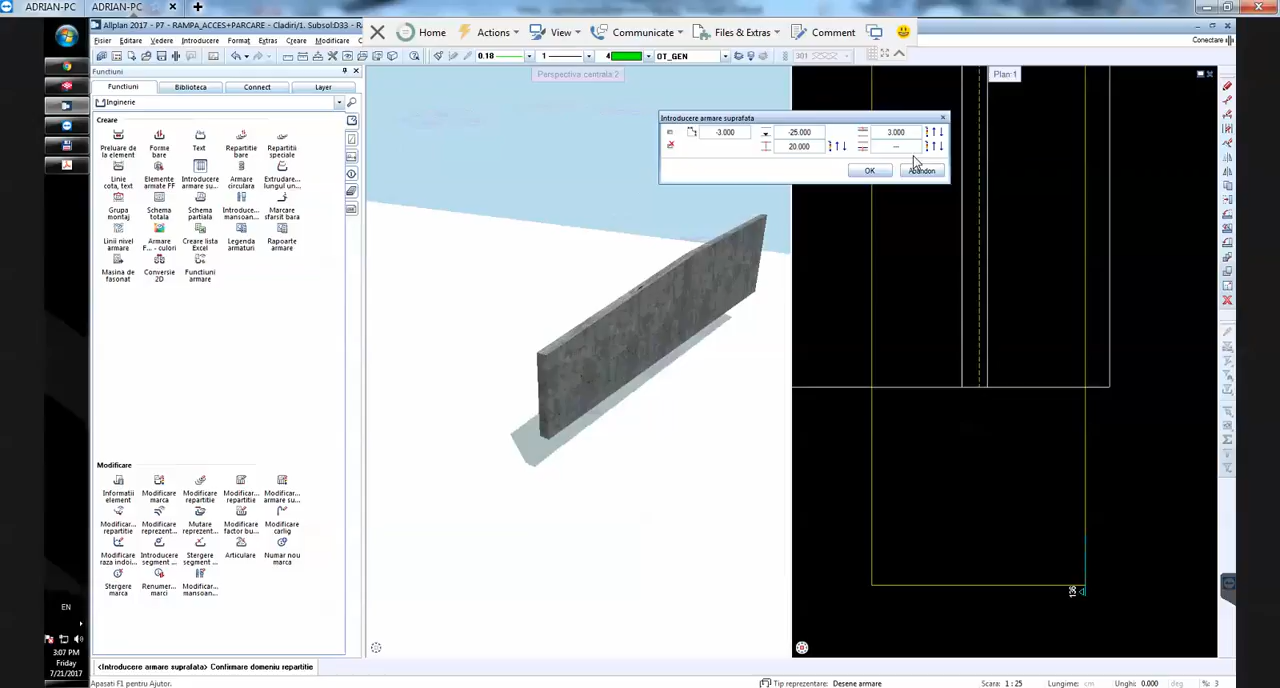 ADRIAN-PC ADRIAN-PC
Allplan 2017 - P7 - RAMPA_ACCES+PARCARE - Cladiri/1. Subsol:D33
Home Actions View Communicate Files & Extras Comment
Fisier Editare Vedere Introducere Format Extras Creare Modificare
Conectare
0.18 1 4 OT_GEN 301
Functiuni
Perspectiva centrala:2
Plan:1
Functiuni Biblioteca Connect Layer
Inginerie
Creare
Preluare de la element
Forme bare
Text
Repartitie bare
Repartitii speciale
Linie cota, text
Elemente armate FF
Introducere armare su...
Armare circulara
Extrudare lungul un...
Grupa montaj
Schema totala
Schema partiala
Introduce... mansoan...
Marcare sfarsit bara
Linii nivel armare
Armare F... - culori
Creare lista Excel
Legenda armaturi
Rapoarte armare
Masina de fasonat
Conversie 2D
Functiuni armare
Introducere armare suprafata
-3.000 -25.000 3.000
20.000 ---
OK Abandon
Modificare
Informatii element
Modificare marca
Modificare repartitie
Modificar... repartitie
Modificar... armare su...
Modificar... repartitie
Modificare reprezent...
Mutare reprezent...
Modificare factor bu...
Modificare carlig
Modificare raza indoi...
Introducere segment ...
Stergere segment ...
Articulare
Numar nou marca
Stergere marca
Renumer... marci
Modificar... mansoan...
EN
3:07 PM
Friday
7/21/2017
<Introducere armare suprafata> Confirmare domeniu repartitie
Apasati F1 pentru Ajutor.
Tip reprezentare: Desene armare Scara: 1 : 25 Lungime: cm Unghi: 0.000 deg %: 3